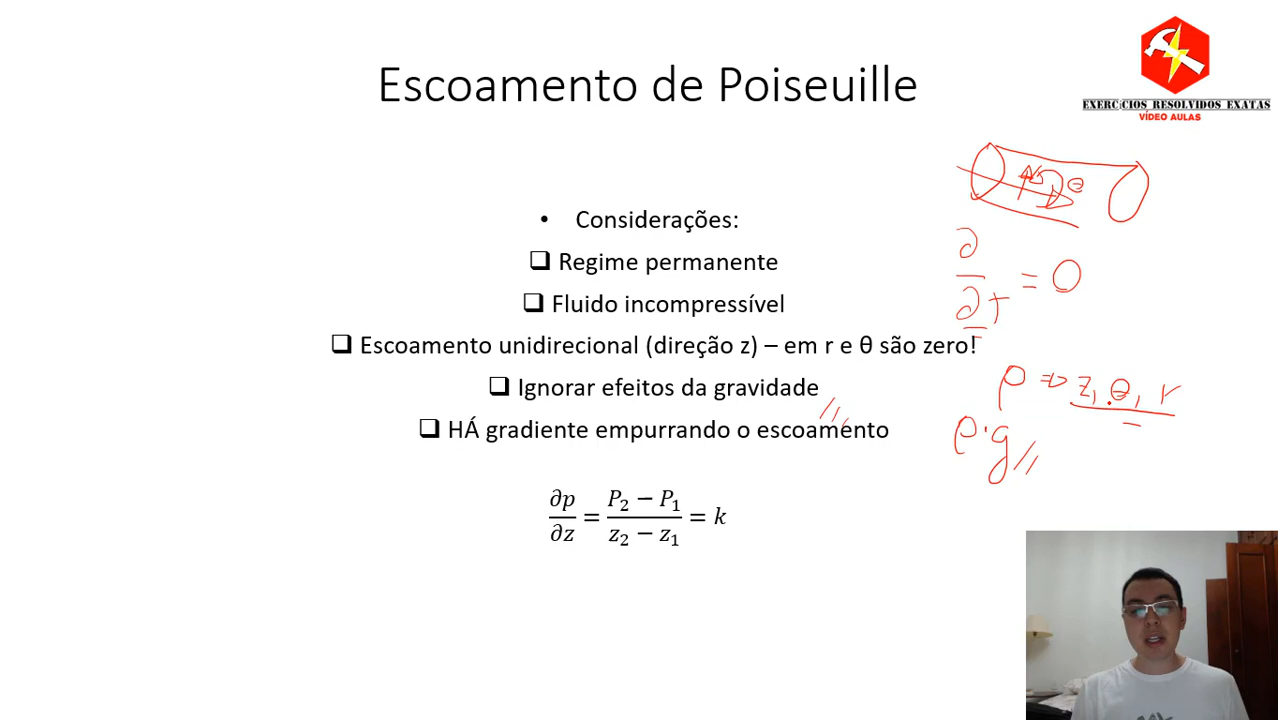 Escoamento de Poiseuille
EXERCÍCIOS RESOLVIDOS EXATAS
VÍDEO AULAS
• Considerações:
❑ Regime permanente
❑ Fluido incompressível
❑ Escoamento unidirecional (direção z) – em r e θ são zero!
❑ Ignorar efeitos da gravidade
❑ HÁ gradiente empurrando o escoamento
∂p/∂z = (P₂ − P₁)/(z₂ − z₁) = k
θ
∂/∂t = 0
ρ => z, θ, r
ρ·g //